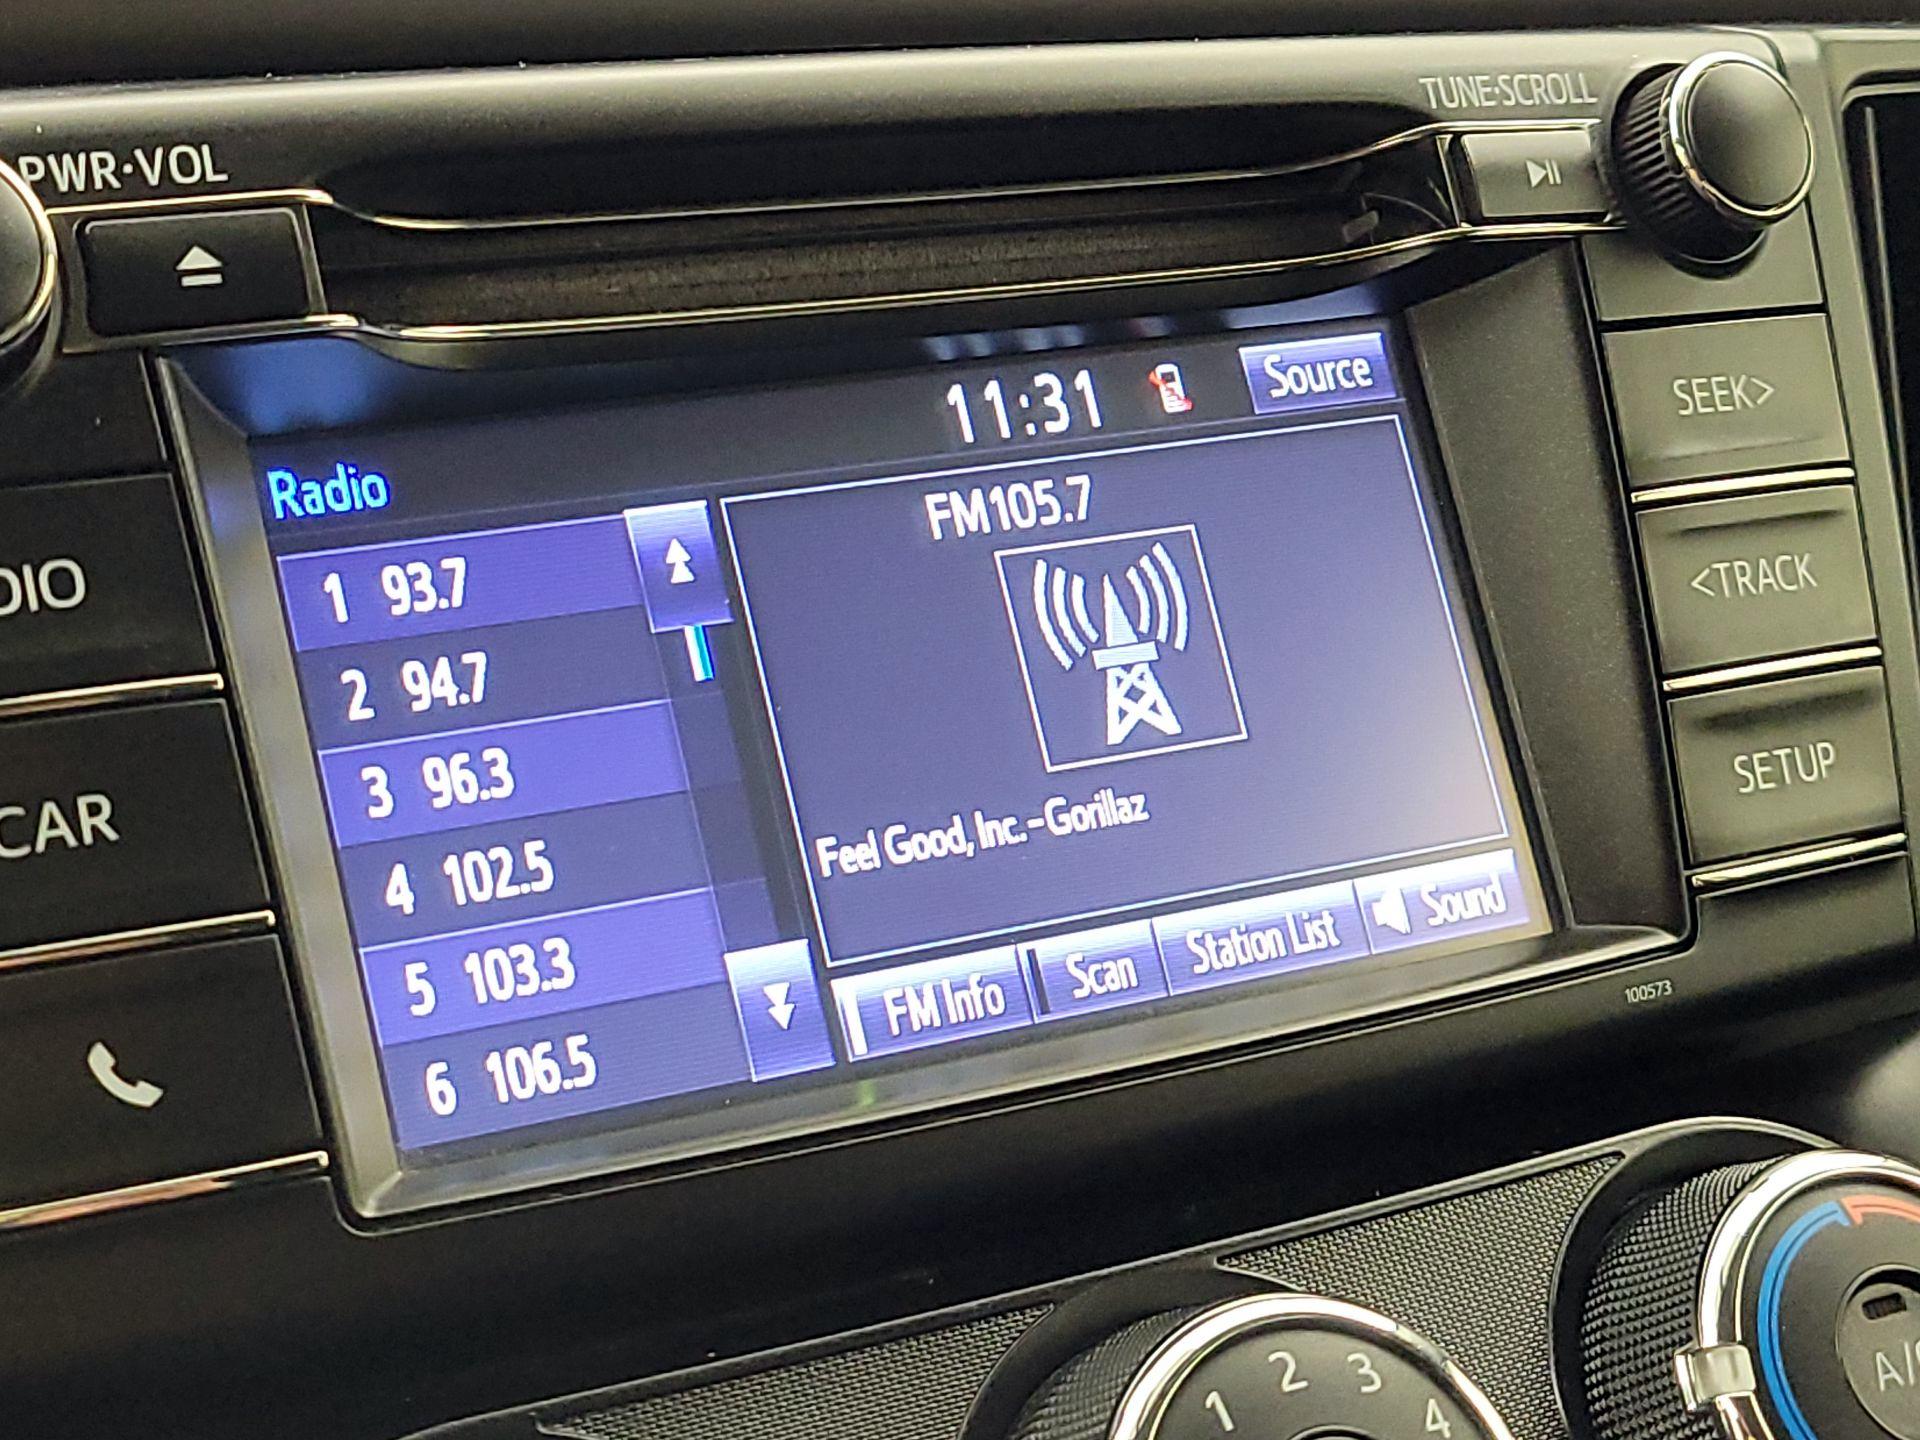 TUNE·SCROLL
PWR·VOL
11:31
Source
SEEK>
Radio
FM105.7
1 93.7
2 94.7
3 96.3
4 102.5
5 103.3
6 106.5
<TRACK
DIO
SETUP
CAR
Feel Good, Inc.-Gorillaz
FM Info
Scan
Station List
Sound
100573
1
2
3
4
A/